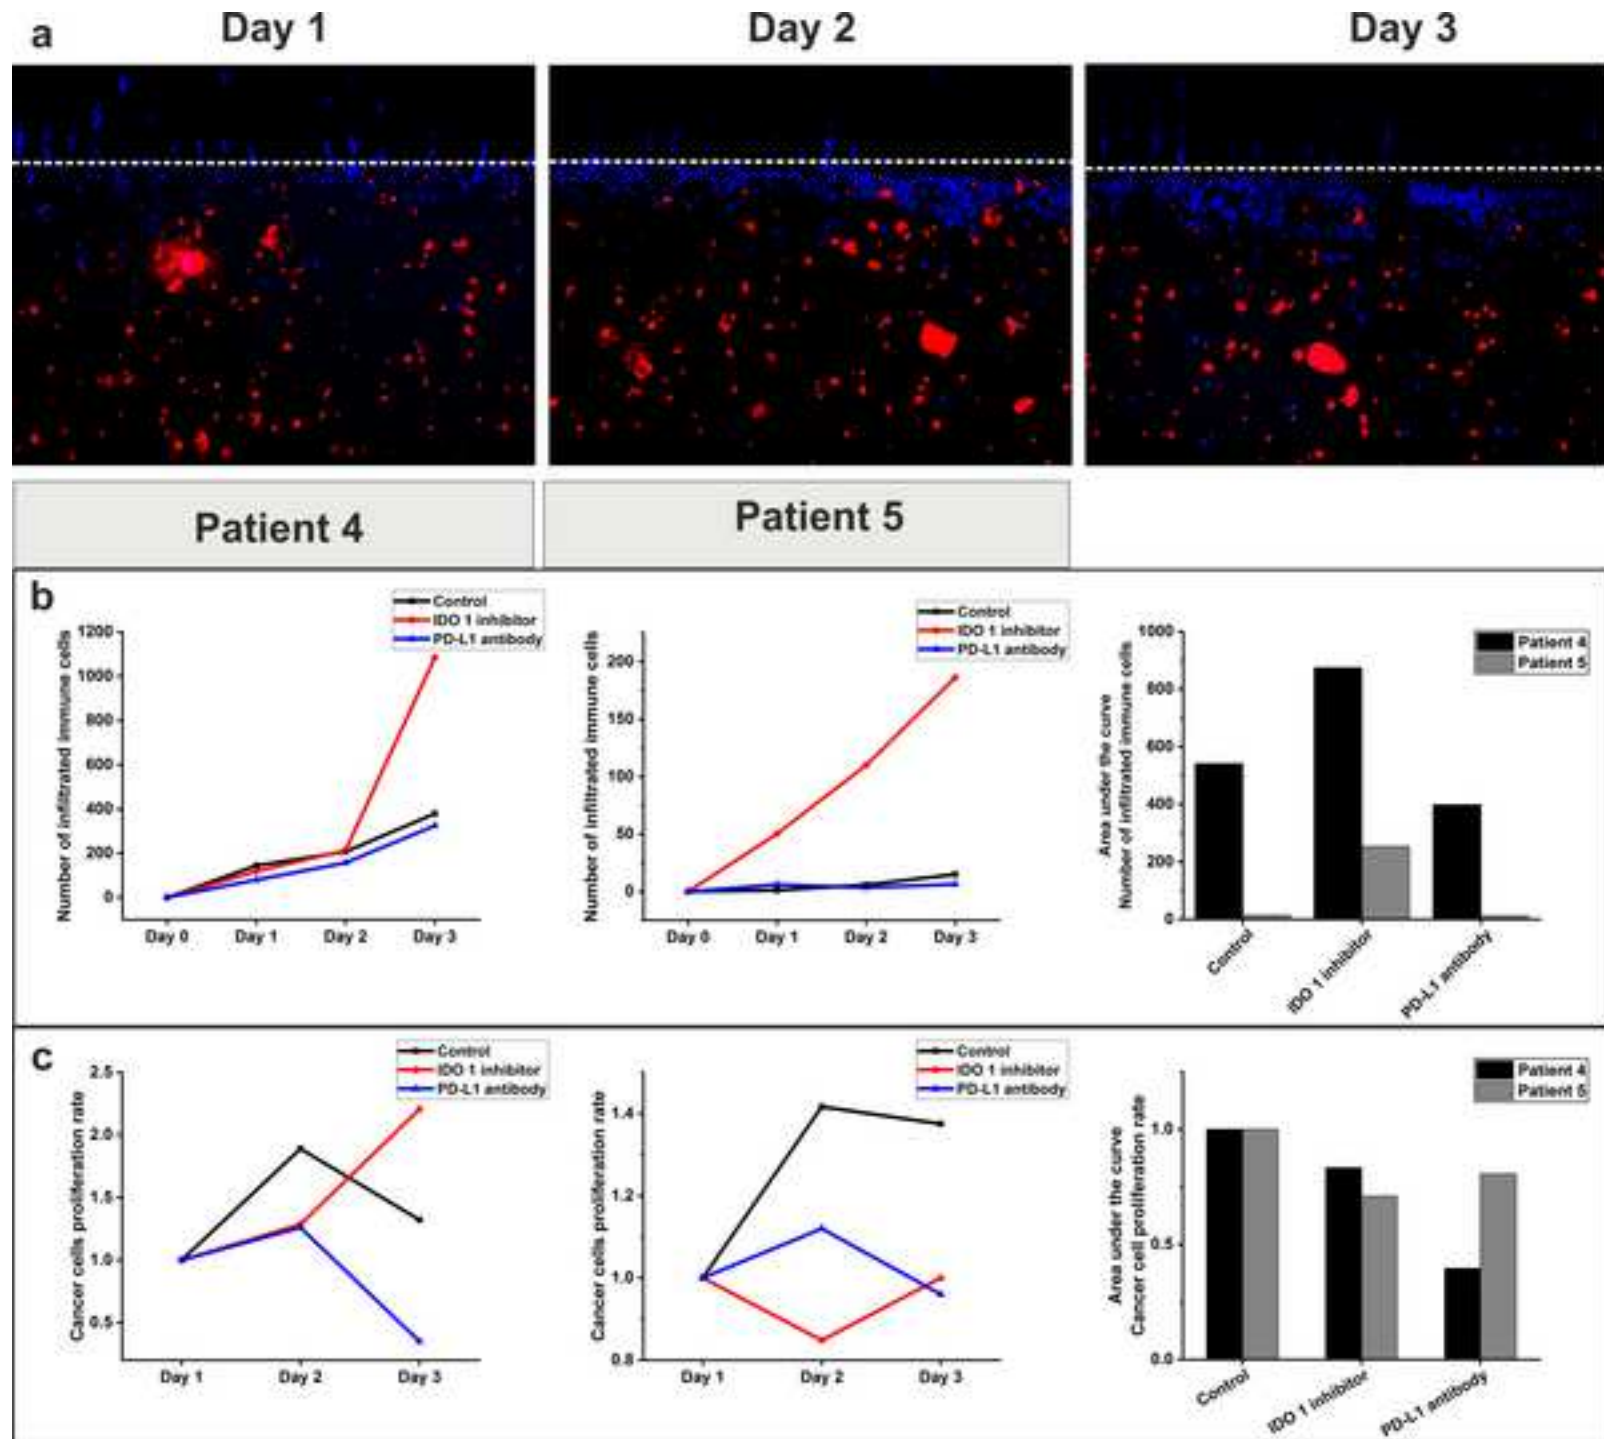 a
Day 1
Day 2
Day 3
Patient 4
Patient 5
b
Number of infiltrated immune cells
1200
1000
800
600
400
200
0
Day 0
Day 1
Day 2
Day 3
Control
IDO 1 inhibitor
PD-L1 antibody
Number of infiltrated immune cells
200
150
100
50
0
Day 0
Day 1
Day 2
Day 3
Control
IDO 1 inhibitor
PD-L1 antibody
Area under the curve
Number of infiltrated immune cells
1000
800
600
400
200
0
Control
IDO 1 inhibitor
PD-L1 antibody
Patient 4
Patient 5
c
Cancer cells proliferation rate
2.5
2.0
1.5
1.0
0.5
Day 1
Day 2
Day 3
Control
IDO 1 inhibitor
PD-L1 antibody
Cancer cells proliferation rate
1.4
1.2
1.0
0.8
Day 1
Day 2
Day 3
Control
IDO 1 inhibitor
PD-L1 antibody
Area under the curve
Cancer cell proliferation rate
1.0
0.5
0.0
Control
IDO 1 inhibitor
PD-L1 antibody
Patient 4
Patient 5